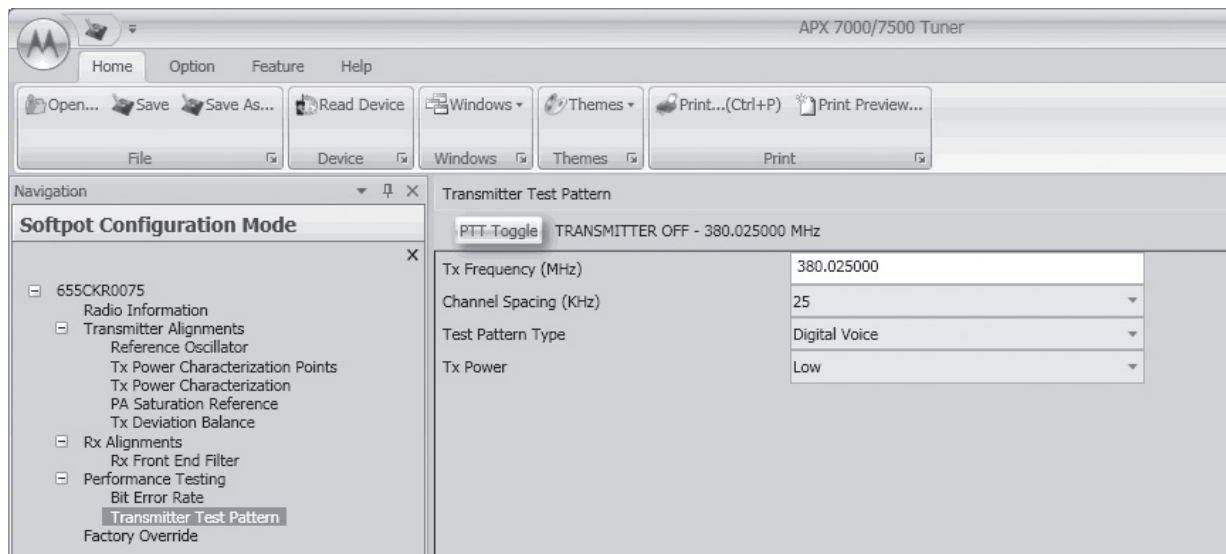 APX 7000/7500 Tuner
Home Option Feature Help
Open... Save Save As... Read Device Windows Themes Print...(Ctrl+P) Print Preview...
File Device Windows Themes Print
Navigation
Softpot Configuration Mode
655CKR0075
Radio Information
Transmitter Alignments
Reference Oscillator
Tx Power Characterization Points
Tx Power Characterization
PA Saturation Reference
Tx Deviation Balance
Rx Alignments
Rx Front End Filter
Performance Testing
Bit Error Rate
Transmitter Test Pattern
Factory Override
Transmitter Test Pattern
PTT Toggle TRANSMITTER OFF - 380.025000 MHz
Tx Frequency (MHz) 380.025000
Channel Spacing (KHz) 25
Test Pattern Type Digital Voice
Tx Power Low